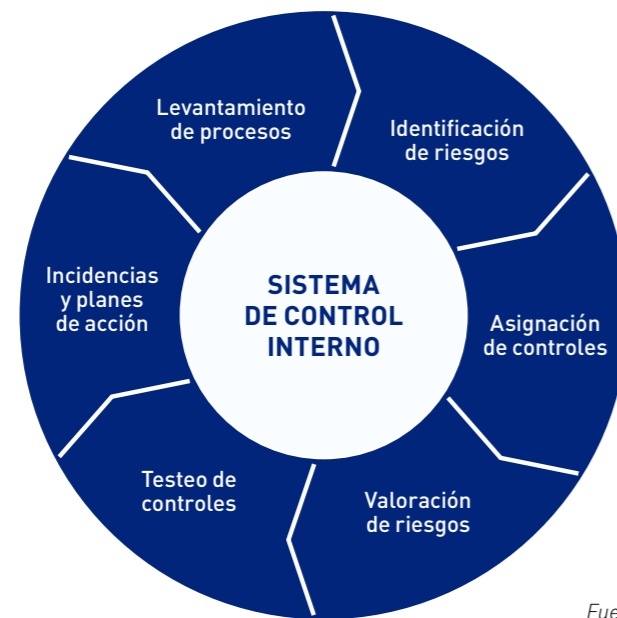 Levantamiento
de procesos
Identificación
de riesgos
Asignación
de controles
Valoración
de riesgos
Testeo de
controles
Incidencias
y planes
de acción
SISTEMA
DE CONTROL
INTERNO
Fue